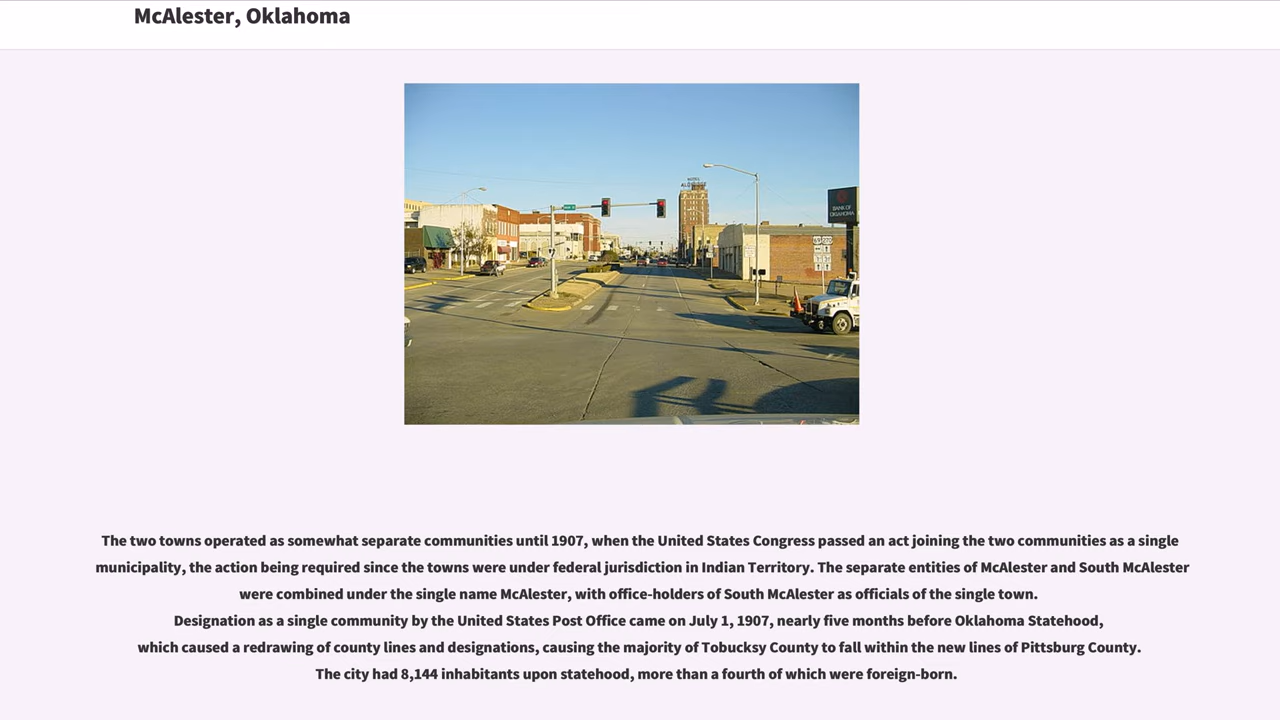 McAlester, Oklahoma
HOTEL
ALDRIDGE
BANK OF
OKLAHOMA
The two towns operated as somewhat separate communities until 1907, when the United States Congress passed an act joining the two communities as a single
municipality, the action being required since the towns were under federal jurisdiction in Indian Territory. The separate entities of McAlester and South McAlester
were combined under the single name McAlester, with office-holders of South McAlester as officials of the single town.
Designation as a single community by the United States Post Office came on July 1, 1907, nearly five months before Oklahoma Statehood,
which caused a redrawing of county lines and designations, causing the majority of Tobucksy County to fall within the new lines of Pittsburg County.
The city had 8,144 inhabitants upon statehood, more than a fourth of which were foreign-born.